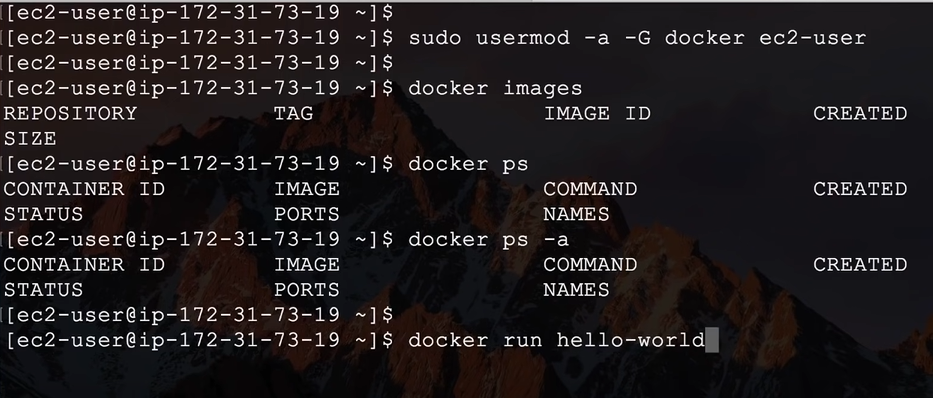 [ec2-user@ip-172-31-73-19 ~]$
[ec2-user@ip-172-31-73-19 ~]$ sudo usermod -a -G docker ec2-user
[ec2-user@ip-172-31-73-19 ~]$
[ec2-user@ip-172-31-73-19 ~]$ docker images
REPOSITORY TAG IMAGE ID CREATED
SIZE
[ec2-user@ip-172-31-73-19 ~]$ docker ps
CONTAINER ID IMAGE COMMAND CREATED
STATUS PORTS NAMES
[ec2-user@ip-172-31-73-19 ~]$ docker ps -a
CONTAINER ID IMAGE COMMAND CREATED
STATUS PORTS NAMES
[ec2-user@ip-172-31-73-19 ~]$
[ec2-user@ip-172-31-73-19 ~]$ docker run hello-world